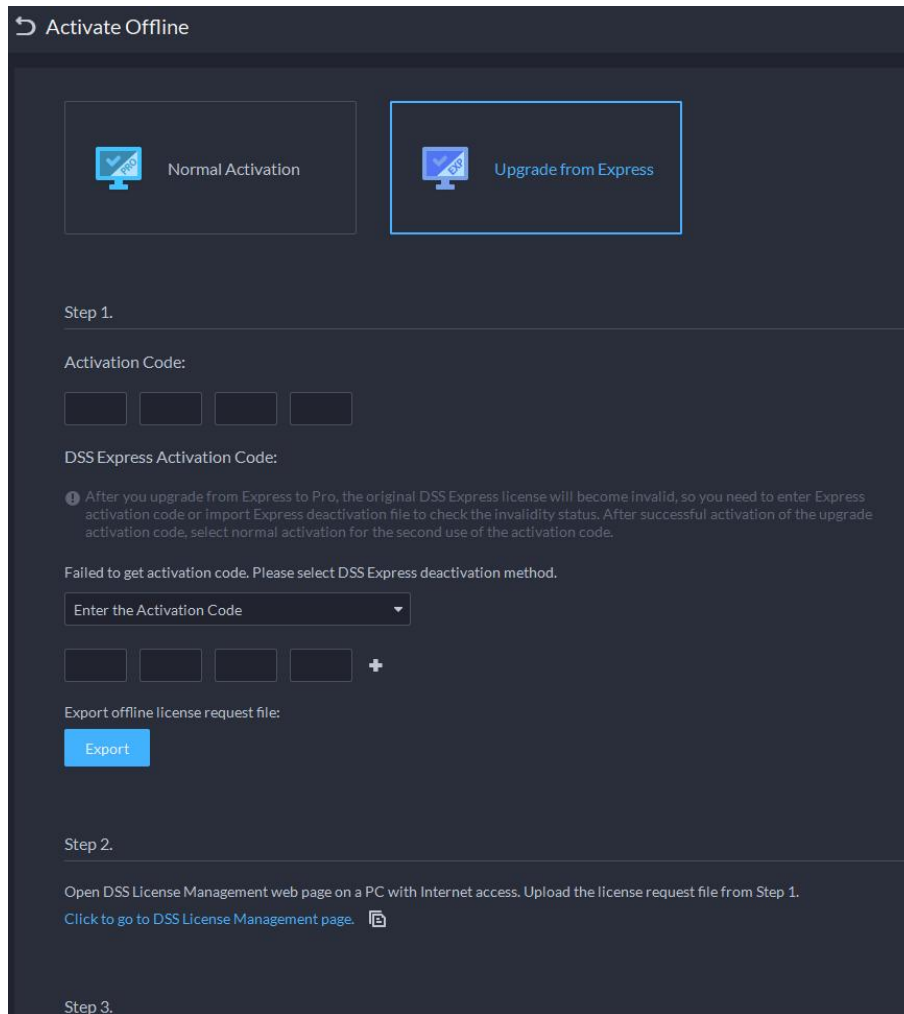 Activate Offline
PRO
Normal Activation
EXP
Upgrade from Express
Step 1.
Activation Code:
DSS Express Activation Code:
After you upgrade from Express to Pro, the original DSS Express license will become invalid, so you need to enter Express
activation code or import Express deactivation file to check the invalidity status. After successful activation of the upgrade
activation code, select normal activation for the second use of the activation code.
Failed to get activation code. Please select DSS Express deactivation method.
Enter the Activation Code
Export offline license request file:
Export
Step 2.
Open DSS License Management web page on a PC with Internet access. Upload the license request file from Step 1.
Click to go to DSS License Management page.
Step 3.